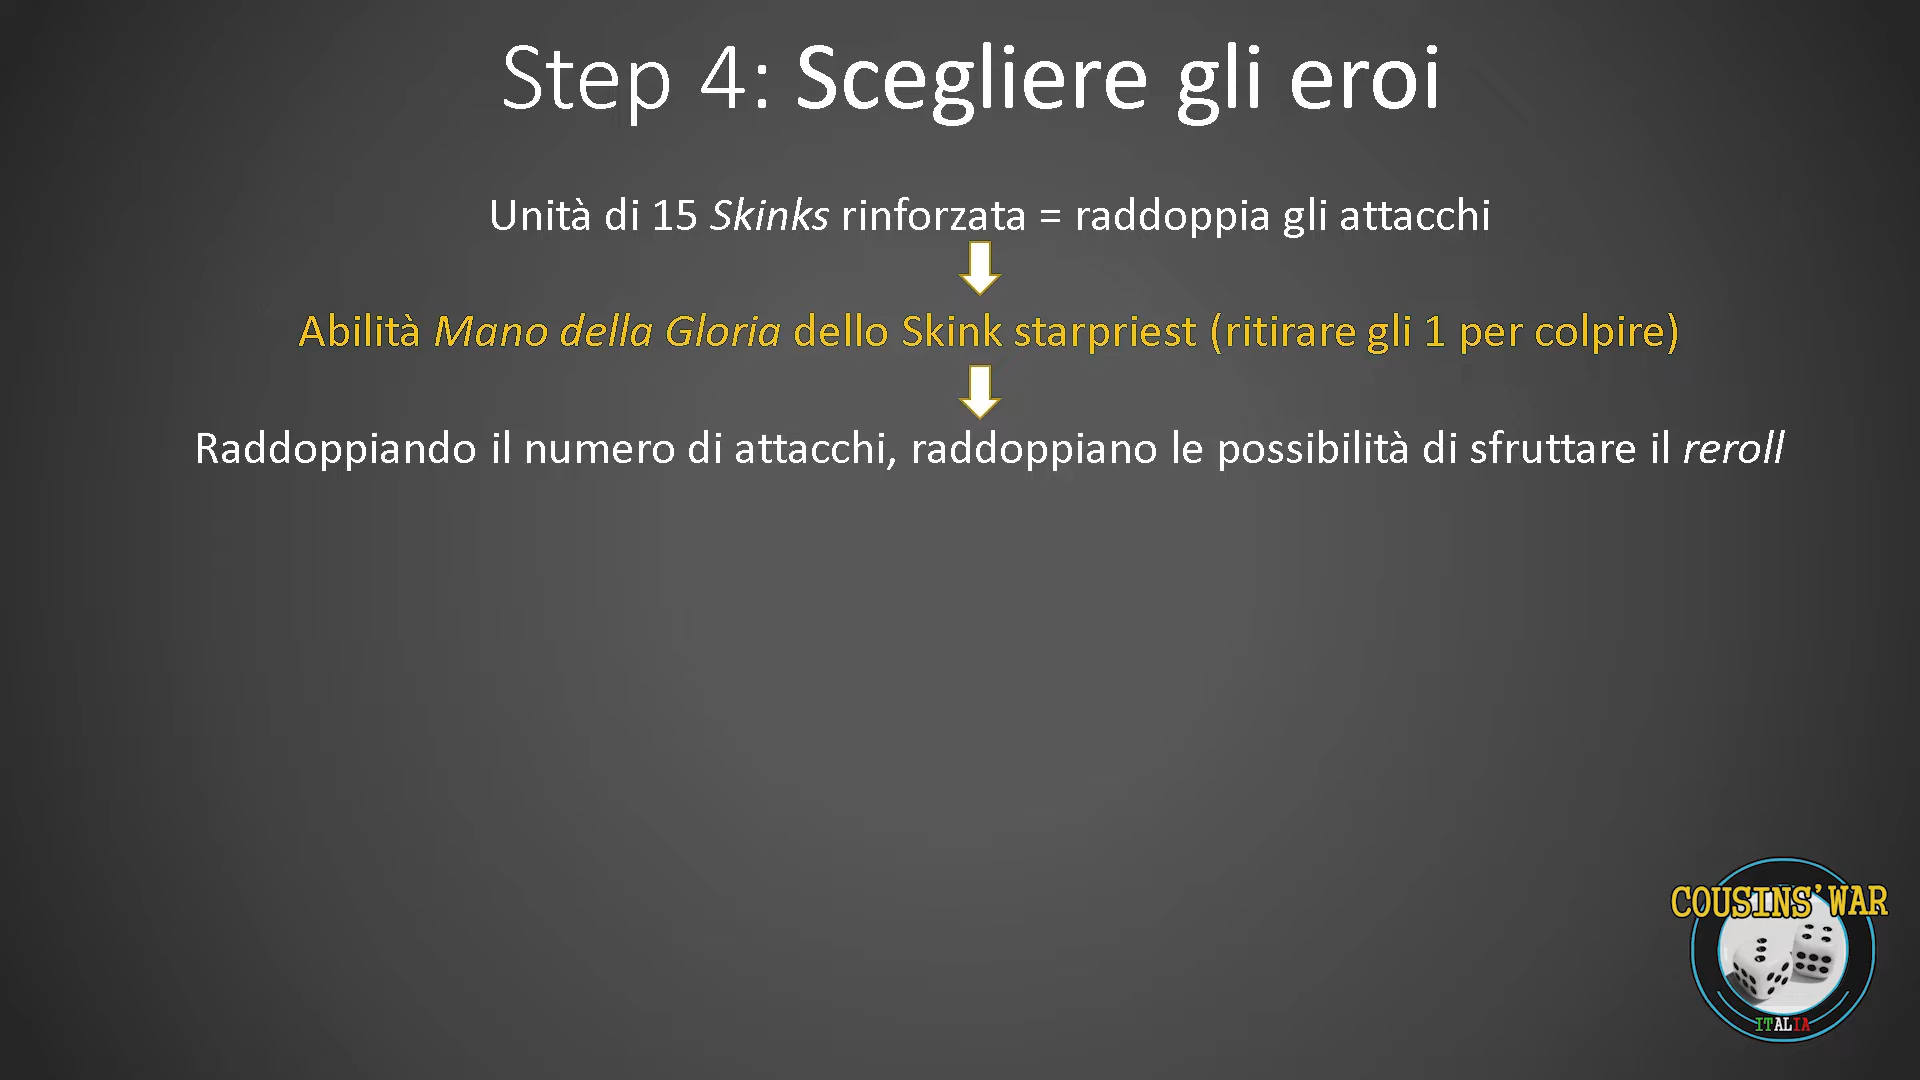 Step 4: Scegliere gli eroi
Unità di 15 Skinks rinforzata = raddoppia gli attacchi
Abilità Mano della Gloria dello Skink starpriest (ritirare gli 1 per colpire)
Raddoppiando il numero di attacchi, raddoppiano le possibilità di sfruttare il reroll
COUSINS' WAR
ITALIA